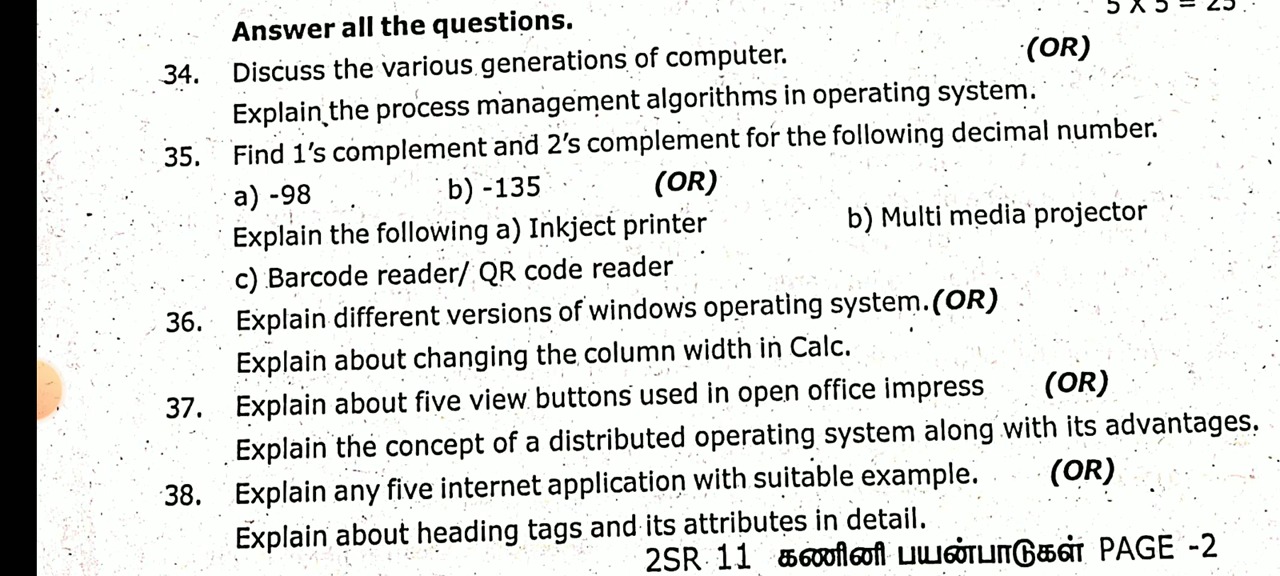 5 X 5 = 25
Answer all the questions.
34. Discuss the various generations of computer. (OR)
Explain the process management algorithms in operating system.
35. Find 1's complement and 2's complement for the following decimal number.
a) -98 b) -135 (OR)
Explain the following a) Inkject printer b) Multi media projector
c) Barcode reader/ QR code reader
36. Explain different versions of windows operating system. (OR)
Explain about changing the column width in Calc.
37. Explain about five view buttons used in open office impress (OR)
Explain the concept of a distributed operating system along with its advantages.
38. Explain any five internet application with suitable example. (OR)
Explain about heading tags and its attributes in detail.
2SR 11 கணினி பயன்பாடுகள் PAGE -2